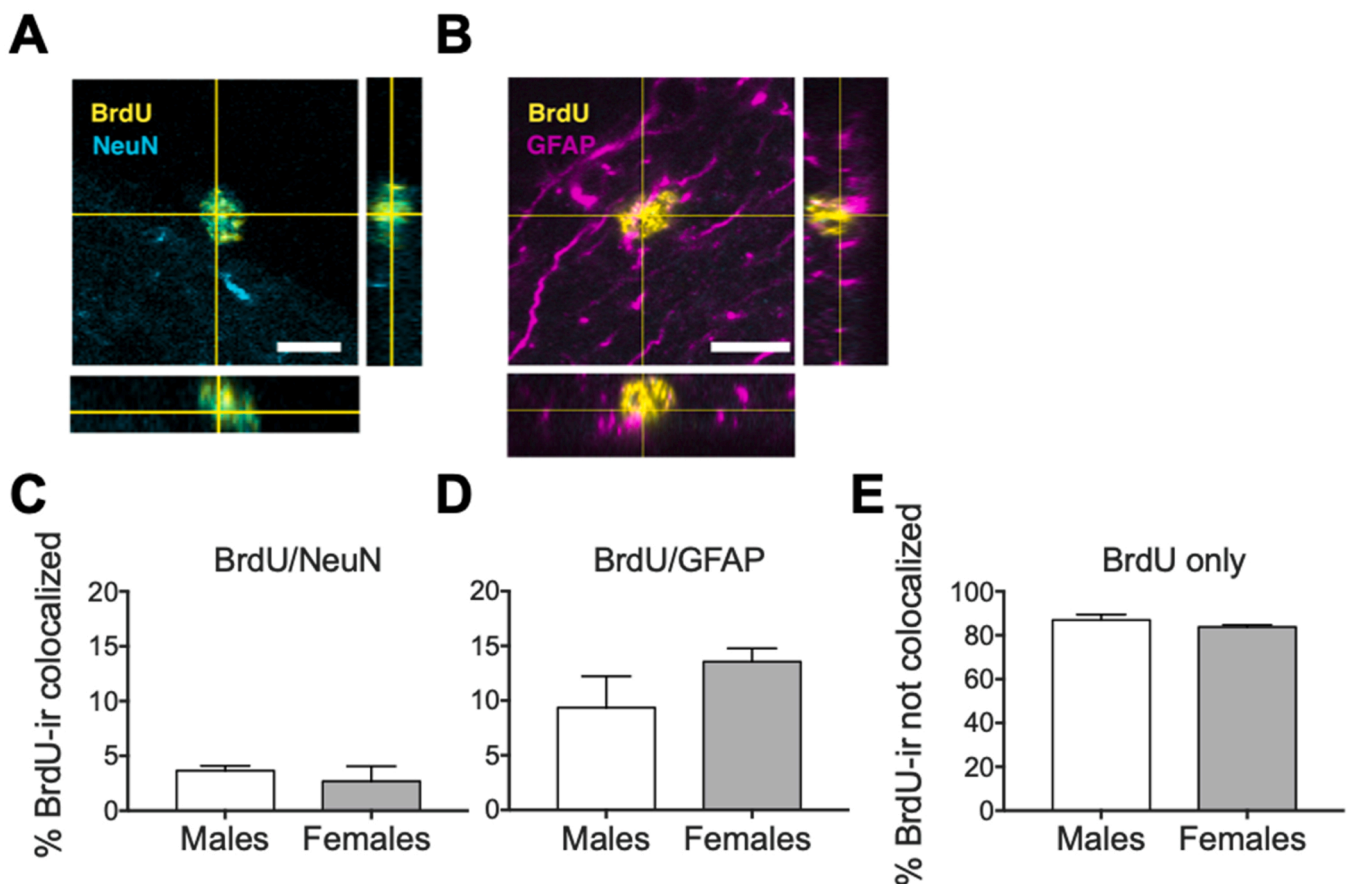 A
B
BrdU
NeuN
BrdU
GFAP
C
D
E
BrdU/NeuN
BrdU/GFAP
BrdU only
% BrdU-ir colocalized
20
15
10
5
0
Males Females
20
15
10
5
0
Males Females
% BrdU-ir not colocalized
100
80
60
40
20
0
Males Females